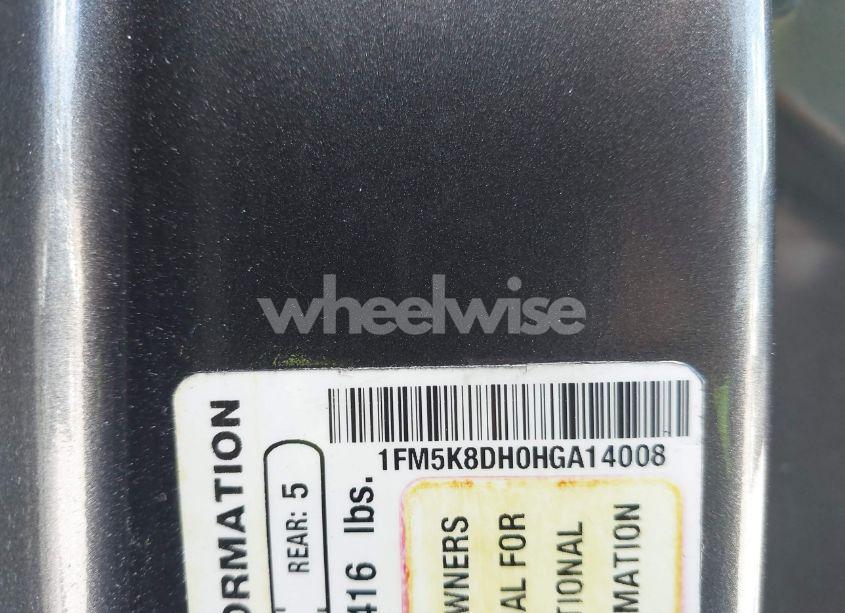 wheelwise
1FM5K8DH0HGA14008
ORMATION
REAR: 5
416 lbs.
WNERS
AL FOR
TIONAL
MATION